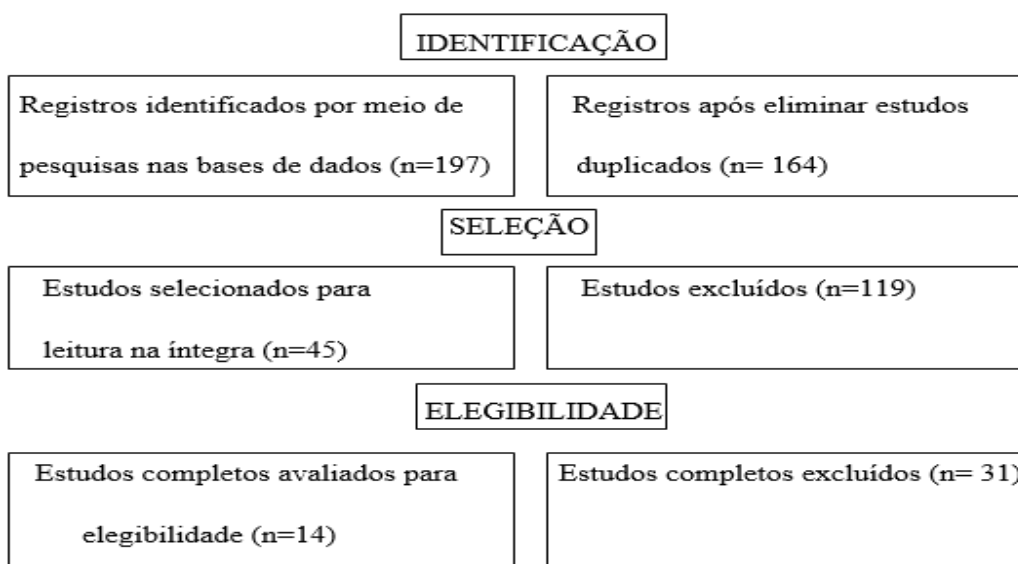 IDENTIFICAÇÃO
Registros identificados por meio de
pesquisas nas bases de dados (n=197)
Registros após eliminar estudos
duplicados (n= 164)
SELEÇÃO
Estudos selecionados para
leitura na íntegra (n=45)
Estudos excluídos (n=119)
ELEGIBILIDADE
Estudos completos avaliados para
elegibilidade (n=14)
Estudos completos excluídos (n= 31)